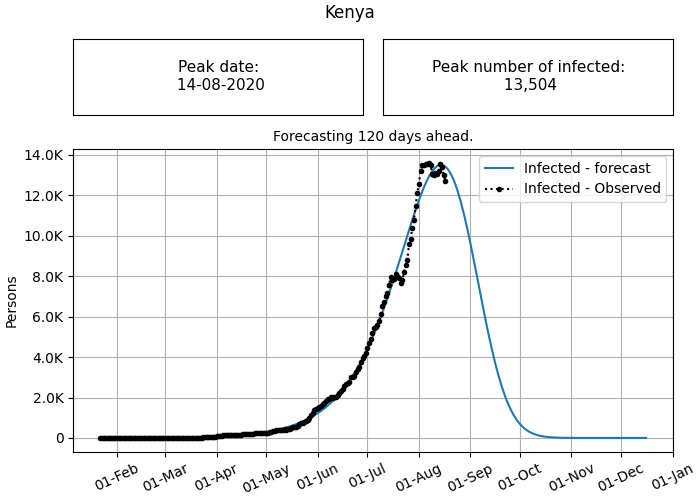 Kenya
Peak date:
14-08-2020
Peak number of infected:
13,504
Forecasting 120 days ahead.
14.0K
12.0K
10.0K
8.0K
6.0K
4.0K
2.0K
0
Persons
Infected - forecast
Infected - Observed
01-Feb
01-Mar
01-Apr
01-May
01-Jun
01-Jul
01-Aug
01-Sep
01-Oct
01-Nov
01-Dec
01-Jan